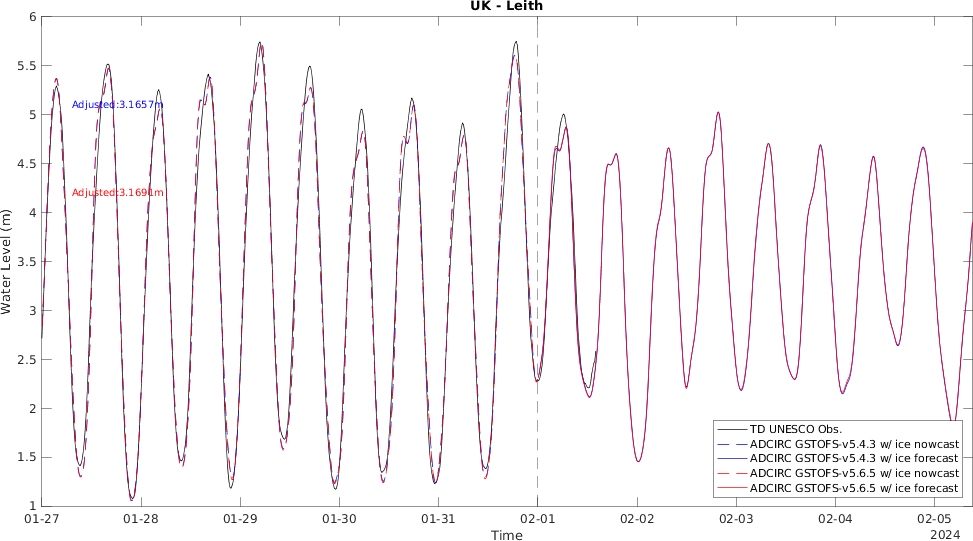 UK - Leith
6
5.5
5
4.5
4
3.5
3
2.5
2
1.5
1
Water Level (m)
Adjusted:3.1657m
Adjusted:3.1691m
TD UNESCO Obs.
ADCIRC GSTOFS-v5.4.3 w/ ice nowcast
ADCIRC GSTOFS-v5.4.3 w/ ice forecast
ADCIRC GSTOFS-v5.6.5 w/ ice nowcast
ADCIRC GSTOFS-v5.6.5 w/ ice forecast
01-27 01-28 01-29 01-30 01-31 02-01 02-02 02-03 02-04 02-05
Time
2024